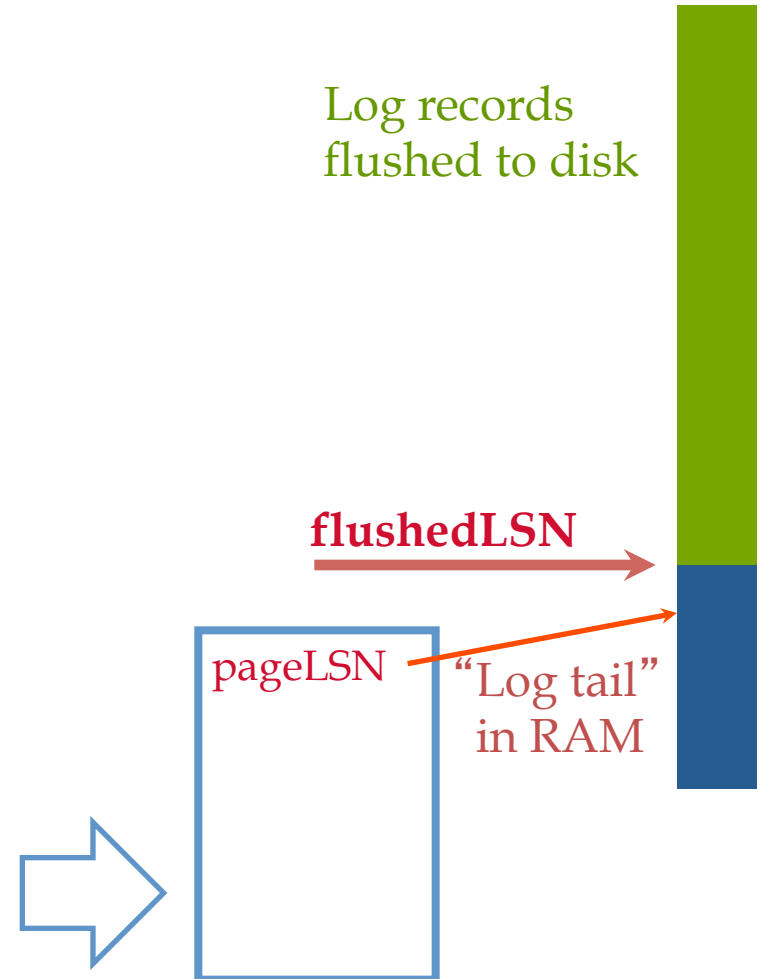 Log records
flushed to disk
flushedLSN
pageLSN
“Log tail”
in RAM